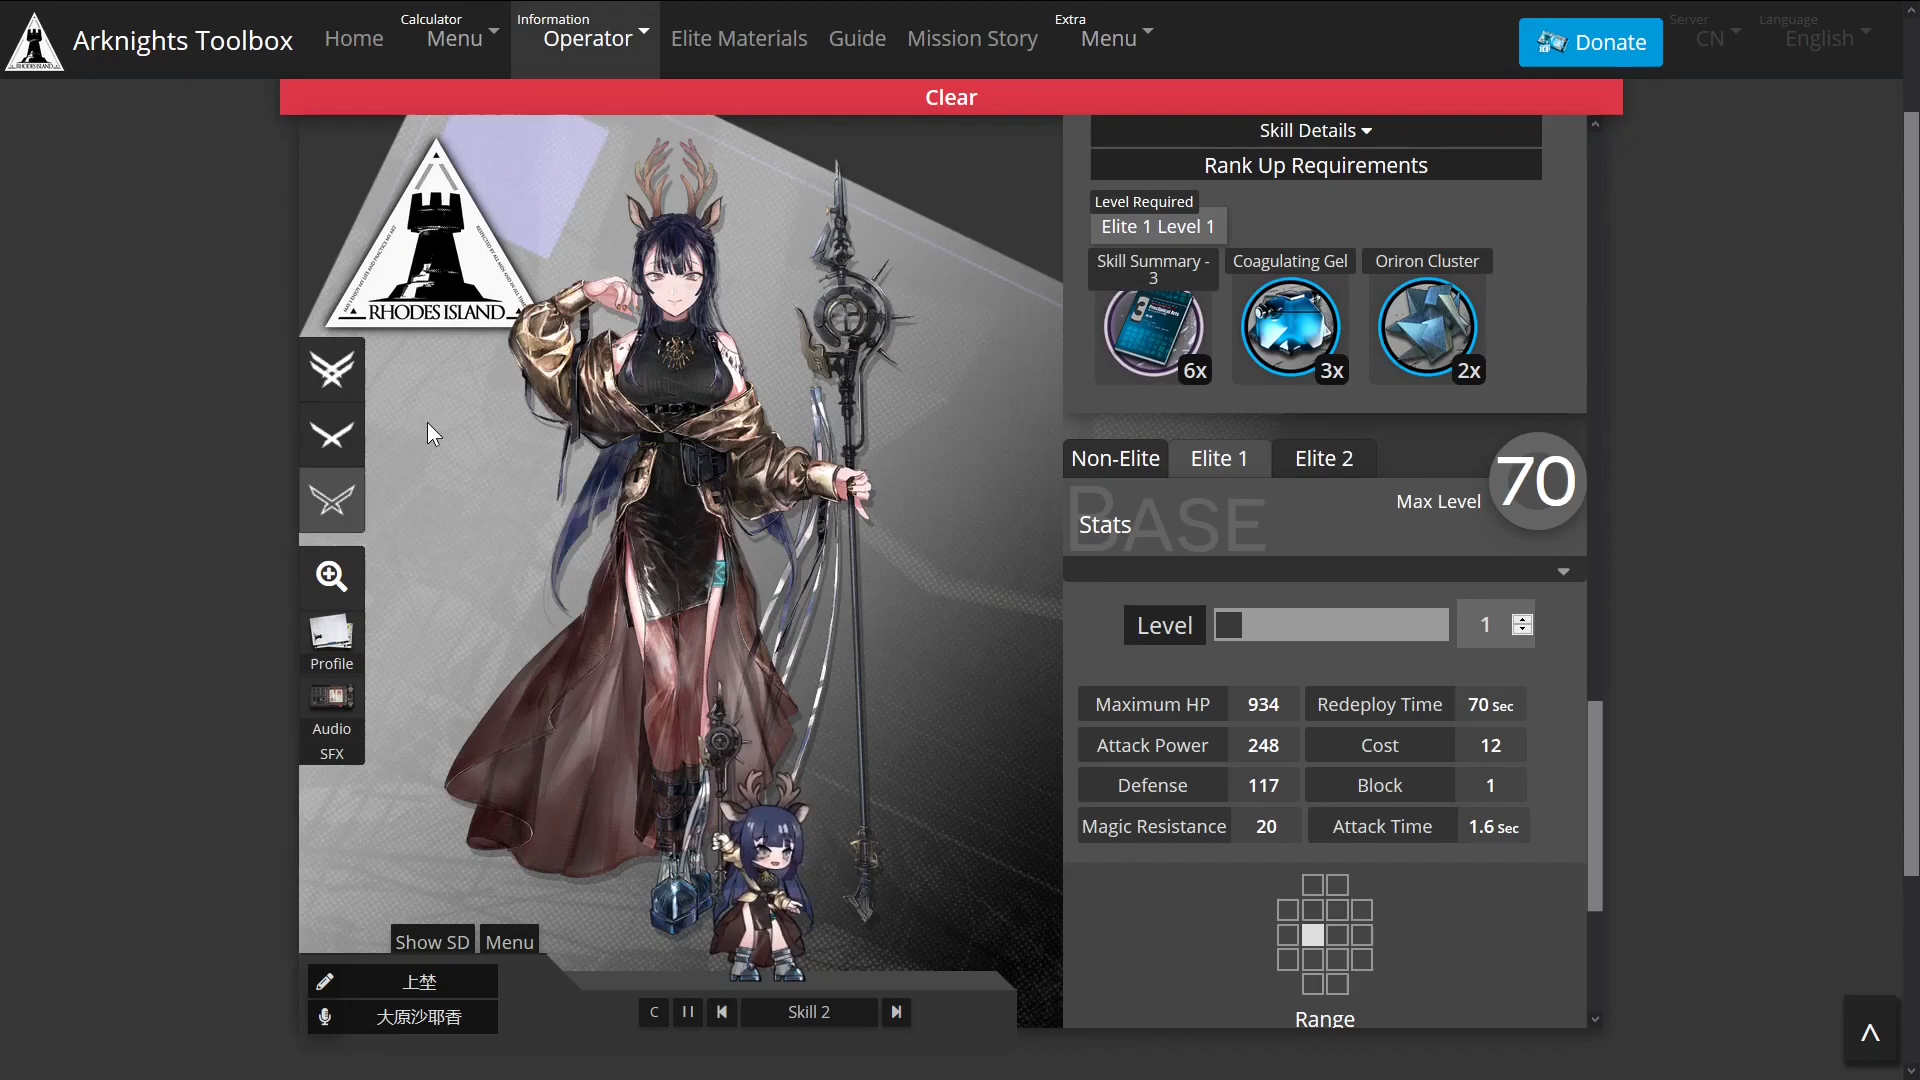 Arknights Toolbox
Home
Calculator
Menu
Information
Operator
Elite Materials
Guide
Mission Story
Extra
Menu
Donate
Server
CN
Language
English
Clear
RHODES ISLAND
Profile
Audio
SFX
Show SD
Menu
上埜
大原沙耶香
C
Skill 2
Skill Details
Rank Up Requirements
Level Required
Elite 1 Level 1
Skill Summary -
3
Coagulating Gel
Oriron Cluster
6x
3x
2x
Non-Elite
Elite 1
Elite 2
BASE
Stats
Max Level
70
Level
1
Maximum HP 934
Redeploy Time 70 Sec
Attack Power 248
Cost 12
Defense 117
Block 1
Magic Resistance 20
Attack Time 1.6 Sec
Range